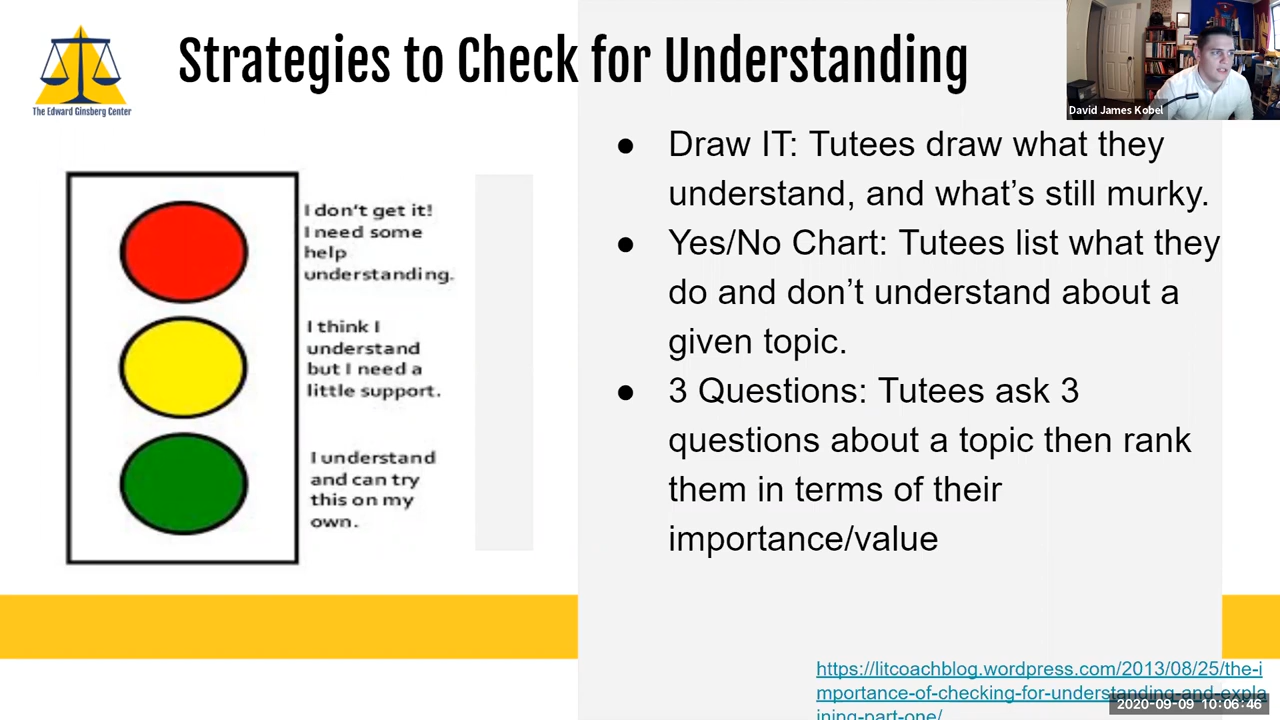 Strategies to Check for Understanding
The Edward Ginsberg Center
David James Kobel
I don't get it!
I need some
help
understanding.
I think I
understand
but I need a
little support.
I understand
and can try
this on my
own.
● Draw IT: Tutees draw what they
understand, and what’s still murky.
● Yes/No Chart: Tutees list what they
do and don’t understand about a
given topic.
● 3 Questions: Tutees ask 3
questions about a topic then rank
them in terms of their
importance/value
https://litcoachblog.wordpress.com/2013/08/25/the-i
mportance-of-checking-for-understanding-and-expla
ining-part-one/
2020-09-09 10:06:46